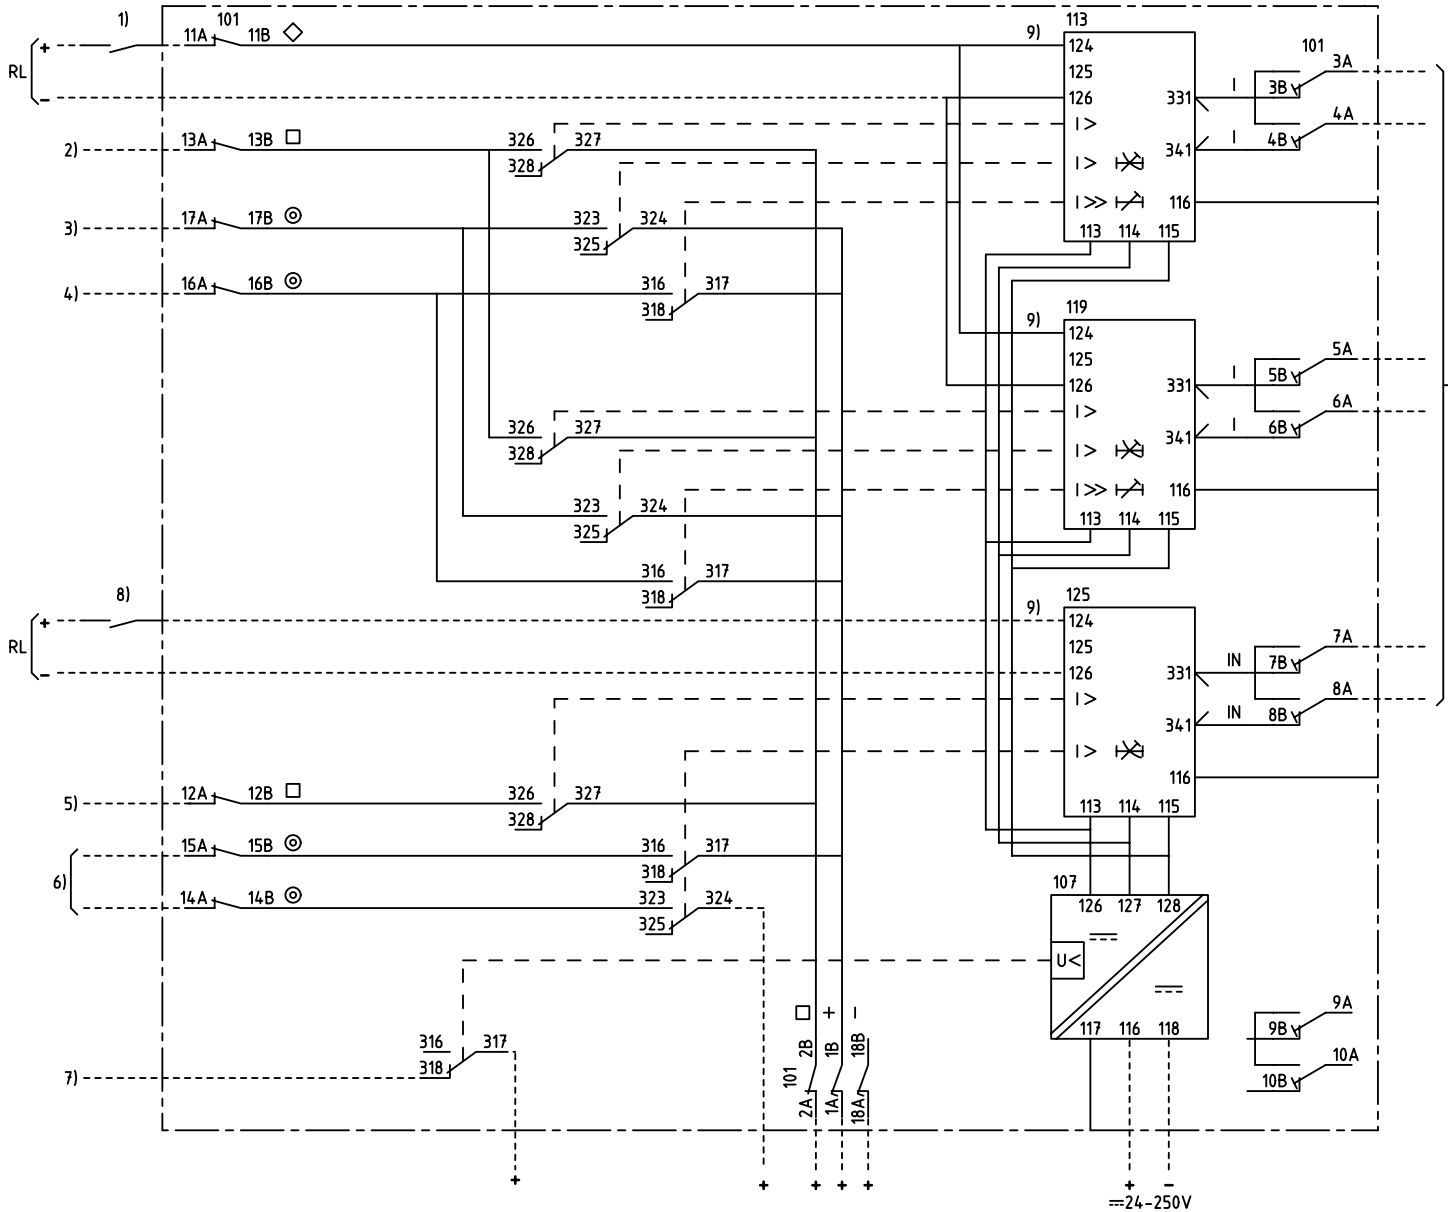 1) 101 113
+ 11A 11B 9) 124 101 3A
RL 125 I 3B
- 126 331 4A
I> I 4B
2) 13A 13B 326 327 341
328 I>
3) 17A 17B 323 324 I>> 116
325 113 114 115
4) 16A 16B 316 317
318 119
9) 124 5A
125 I 5B
126 331 6A
326 327 I> I 6B
328 341
I>
323 324 I>> 116
325 113 114 115
316 317
8) 318 125
+ 9) 124
RL 125 7A
- 126 331 IN 7B
I> 8A
341 IN 8B
I>
116
5) 12A 12B 326 327 113 114 115
328
15A 15B 316 317
6) 318 107
14A 14B 323 324 126 127 128
325
U<
+ - 9A
316 317 2B 1B 18B 117 116 118 9B
7) 318 101 10A
2A 1A 18A 10B
+ + + + + + -
24-250V